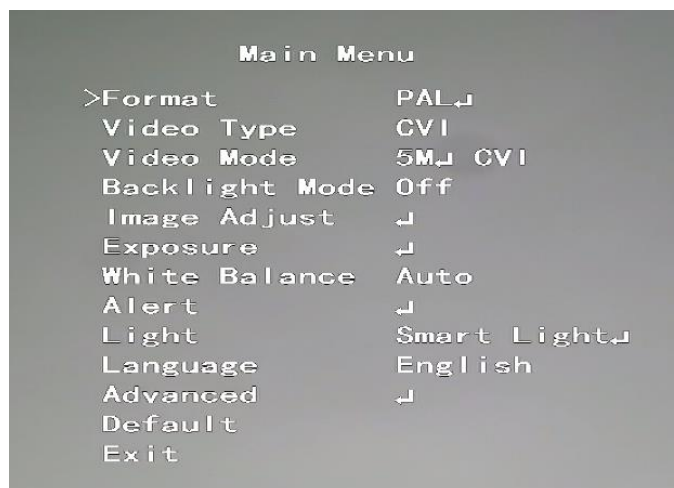 Main Menu
>Format PAL↵
Video Type CVI
Video Mode 5M↵ CVI
Backlight Mode Off
Image Adjust ↵
Exposure ↵
White Balance Auto
Alert ↵
Light Smart Light↵
Language English
Advanced ↵
Default
Exit